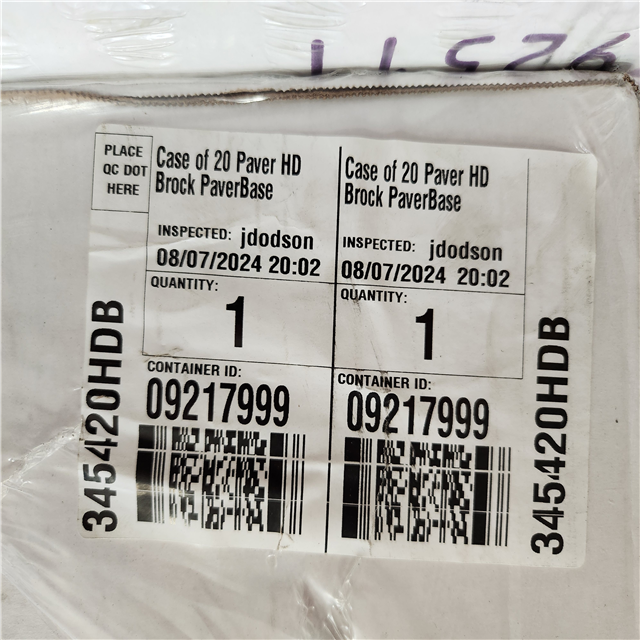 92511
PLACE
QC DOT
HERE
Case of 20 Paver HD
Brock PaverBase
INSPECTED: jdodson
08/07/2024 20:02
QUANTITY:
1
CONTAINER ID:
09217999
345420HDB
Case of 20 Paver HD
Brock PaverBase
INSPECTED: jdodson
08/07/2024 20:02
QUANTITY:
1
CONTAINER ID:
09217999
345420HDB